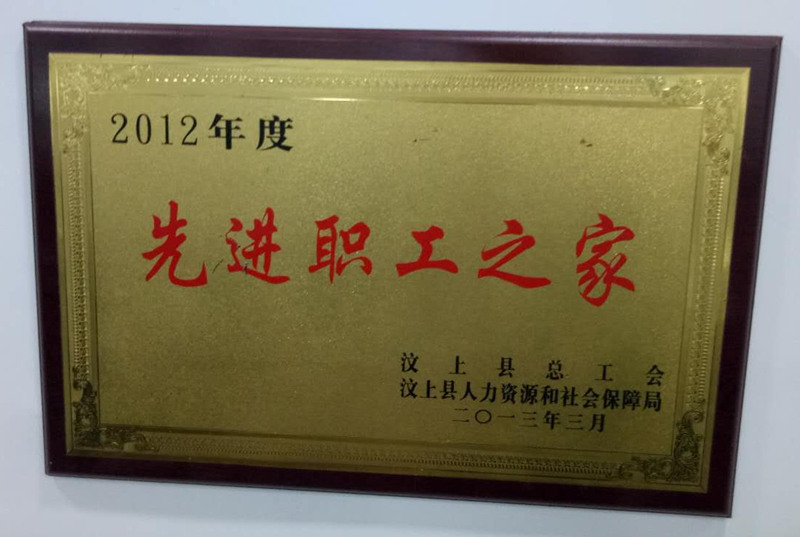 2012年度
先进职工之家
汶上县总工会
汶上县人力资源和社会保障局
二〇一三年三月